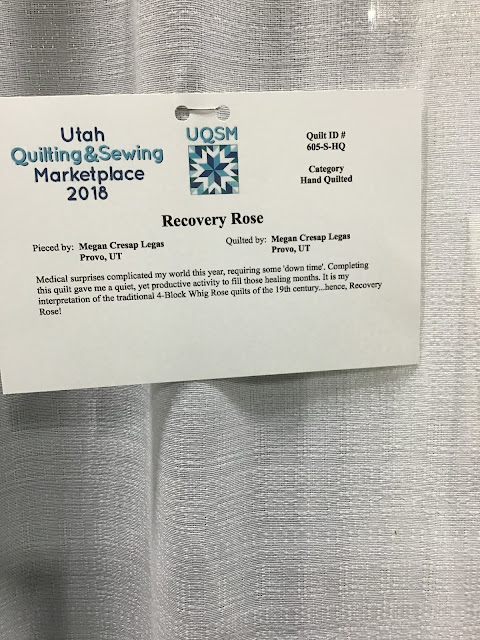 Utah
Quilting&Sewing
Marketplace
2018
UQSM
Quilt ID #
605-S-HQ
Category
Hand Quilted
Recovery Rose
Pieced by: Megan Cresap Legas
Provo, UT
Quilted by: Megan Cresap Legas
Provo, UT
Medical surprises complicated my world this year, requiring some 'down time'. Completing
this quilt gave me a quiet, yet productive activity to fill those healing months. It is my
interpretation of the traditional 4-Block Whig Rose quilts of the 19th century...hence, Recovery
Rose!